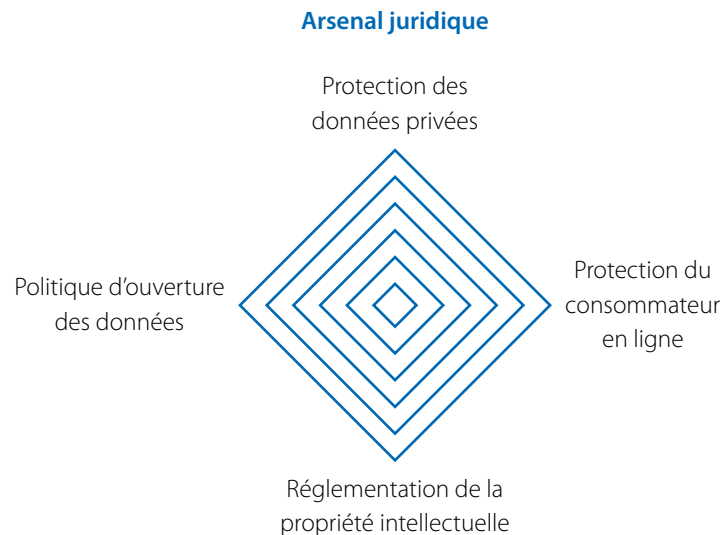 Arsenal juridique
Protection des
données privées
Politique d’ouverture
des données
Protection du
consommateur
en ligne
Réglementation de la
propriété intellectuelle